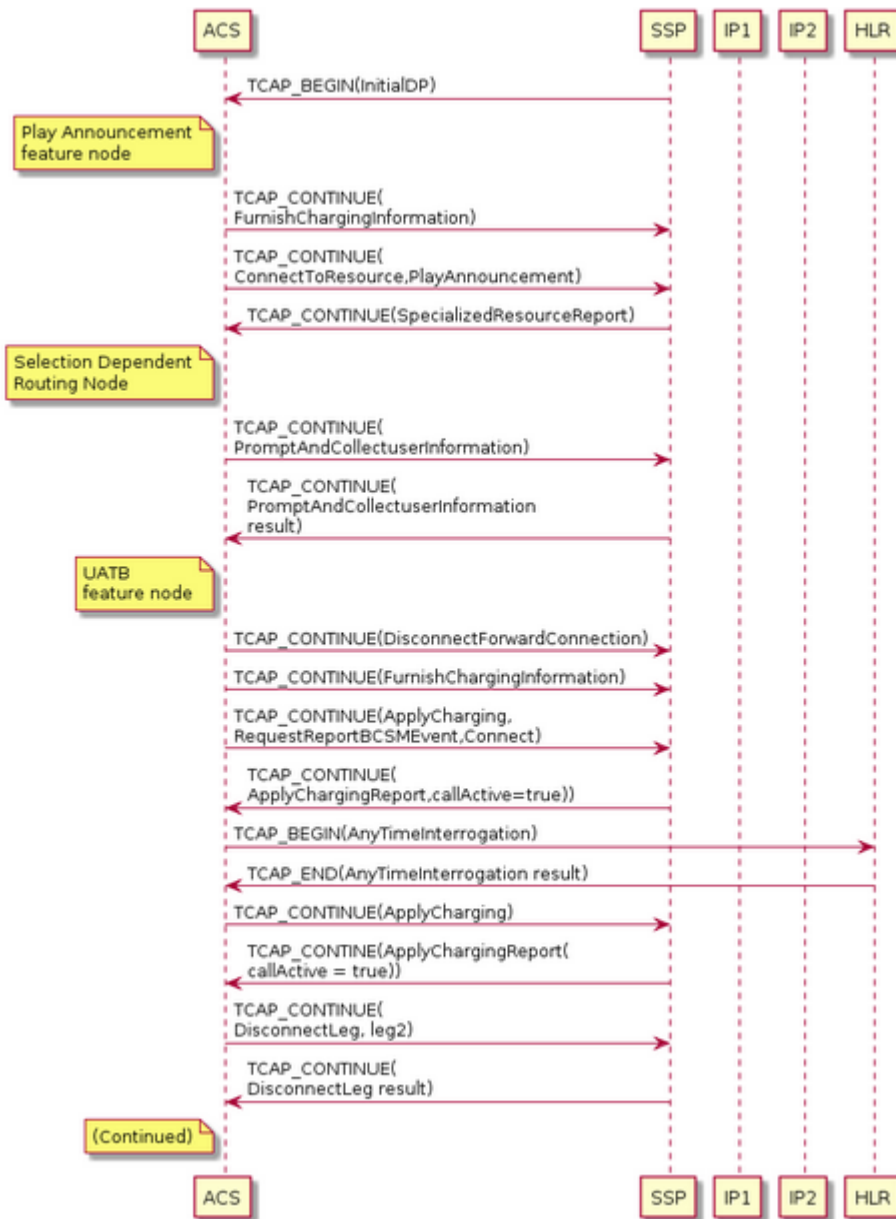 ACS SSP IP1 IP2 HLR
TCAP_BEGIN(InitialDP)
Play Announcement
feature node
TCAP_CONTINUE(
FurnishChargingInformation)
TCAP_CONTINUE(
ConnectToResource,PlayAnnouncement)
TCAP_CONTINUE(SpecializedResourceReport)
Selection Dependent
Routing Node
TCAP_CONTINUE(
PromptAndCollectuserInformation)
TCAP_CONTINUE(
PromptAndCollectuserInformation
result)
UATB
feature node
TCAP_CONTINUE(DisconnectForwardConnection)
TCAP_CONTINUE(FurnishChargingInformation)
TCAP_CONTINUE(ApplyCharging,
RequestReportBCSMEvent,Connect)
TCAP_CONTINUE(
ApplyChargingReport,callActive=true))
TCAP_BEGIN(AnyTimeInterrogation)
TCAP_END(AnyTimeInterrogation result)
TCAP_CONTINUE(ApplyCharging)
TCAP_CONTINE(ApplyChargingReport(
callActive = true))
TCAP_CONTINUE(
DisconnectLeg, leg2)
TCAP_CONTINUE(
DisconnectLeg result)
(Continued)
ACS SSP IP1 IP2 HLR